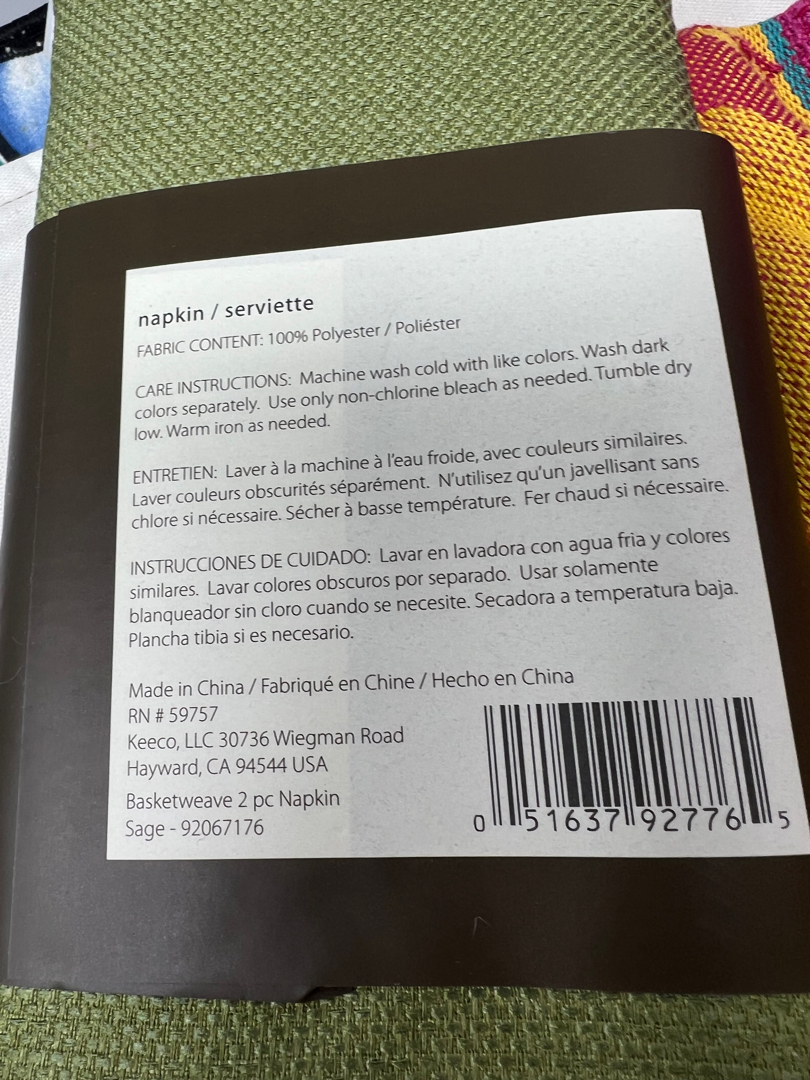 napkin / serviette
FABRIC CONTENT: 100% Polyester / Poliéster
CARE INSTRUCTIONS: Machine wash cold with like colors. Wash dark
colors separately. Use only non-chlorine bleach as needed. Tumble dry
low. Warm iron as needed.
ENTRETIEN: Laver à la machine à l'eau froide, avec couleurs similaires.
Laver couleurs obscurités séparément. N'utilisez qu'un javellisant sans
chlore si nécessaire. Sécher à basse température. Fer chaud si nécessaire.
INSTRUCCIONES DE CUIDADO: Lavar en lavadora con agua fria y colores
similares. Lavar colores obscuros por separado. Usar solamente
blanqueador sin cloro cuando se necesite. Secadora a temperatura baja.
Plancha tibia si es necesario.
Made in China / Fabriqué en Chine / Hecho en China
RN # 59757
Keeco, LLC 30736 Wiegman Road
Hayward, CA 94544 USA
Basketweave 2 pc Napkin
Sage - 92067176
0 51637 92776 5